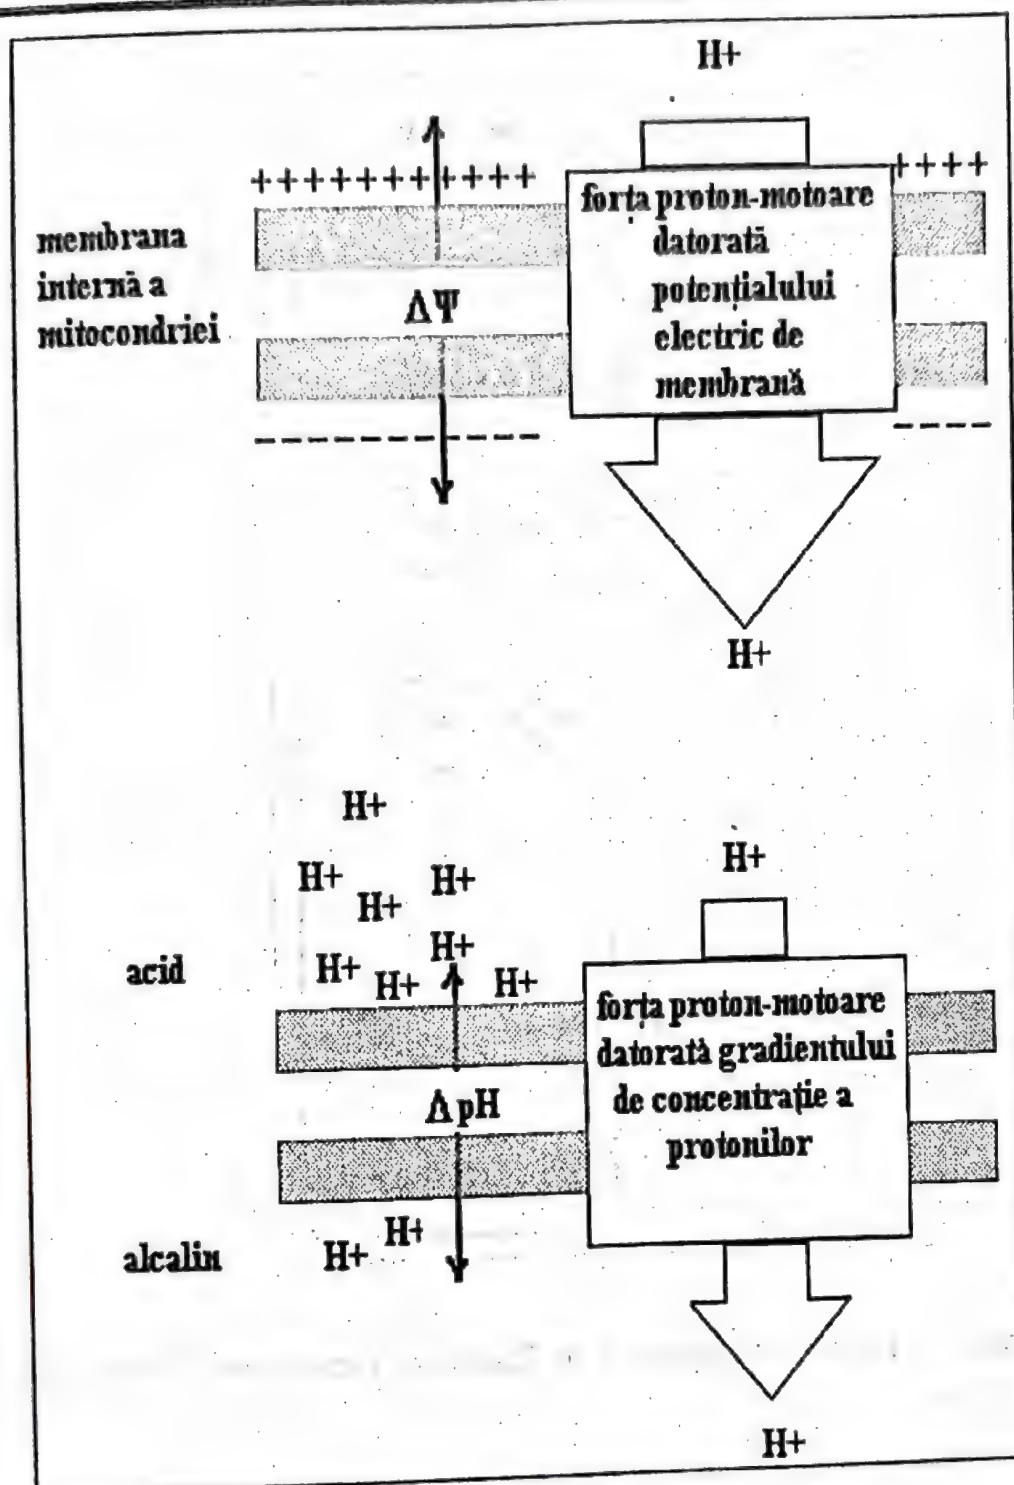 H+
+++++++++++
++++
membrana
internă a
mitocondriei
ΔΨ
forța proton-motoare
datorată
potențialului
electric de
membrană
------------
----
H+
H+
H+
H+
H+
H+
H+
H+
H+
acid
ΔpH
alcalin
H+
H+
H+
forța proton-motoare
datorată gradientului
de concentrație a
protonilor
H+